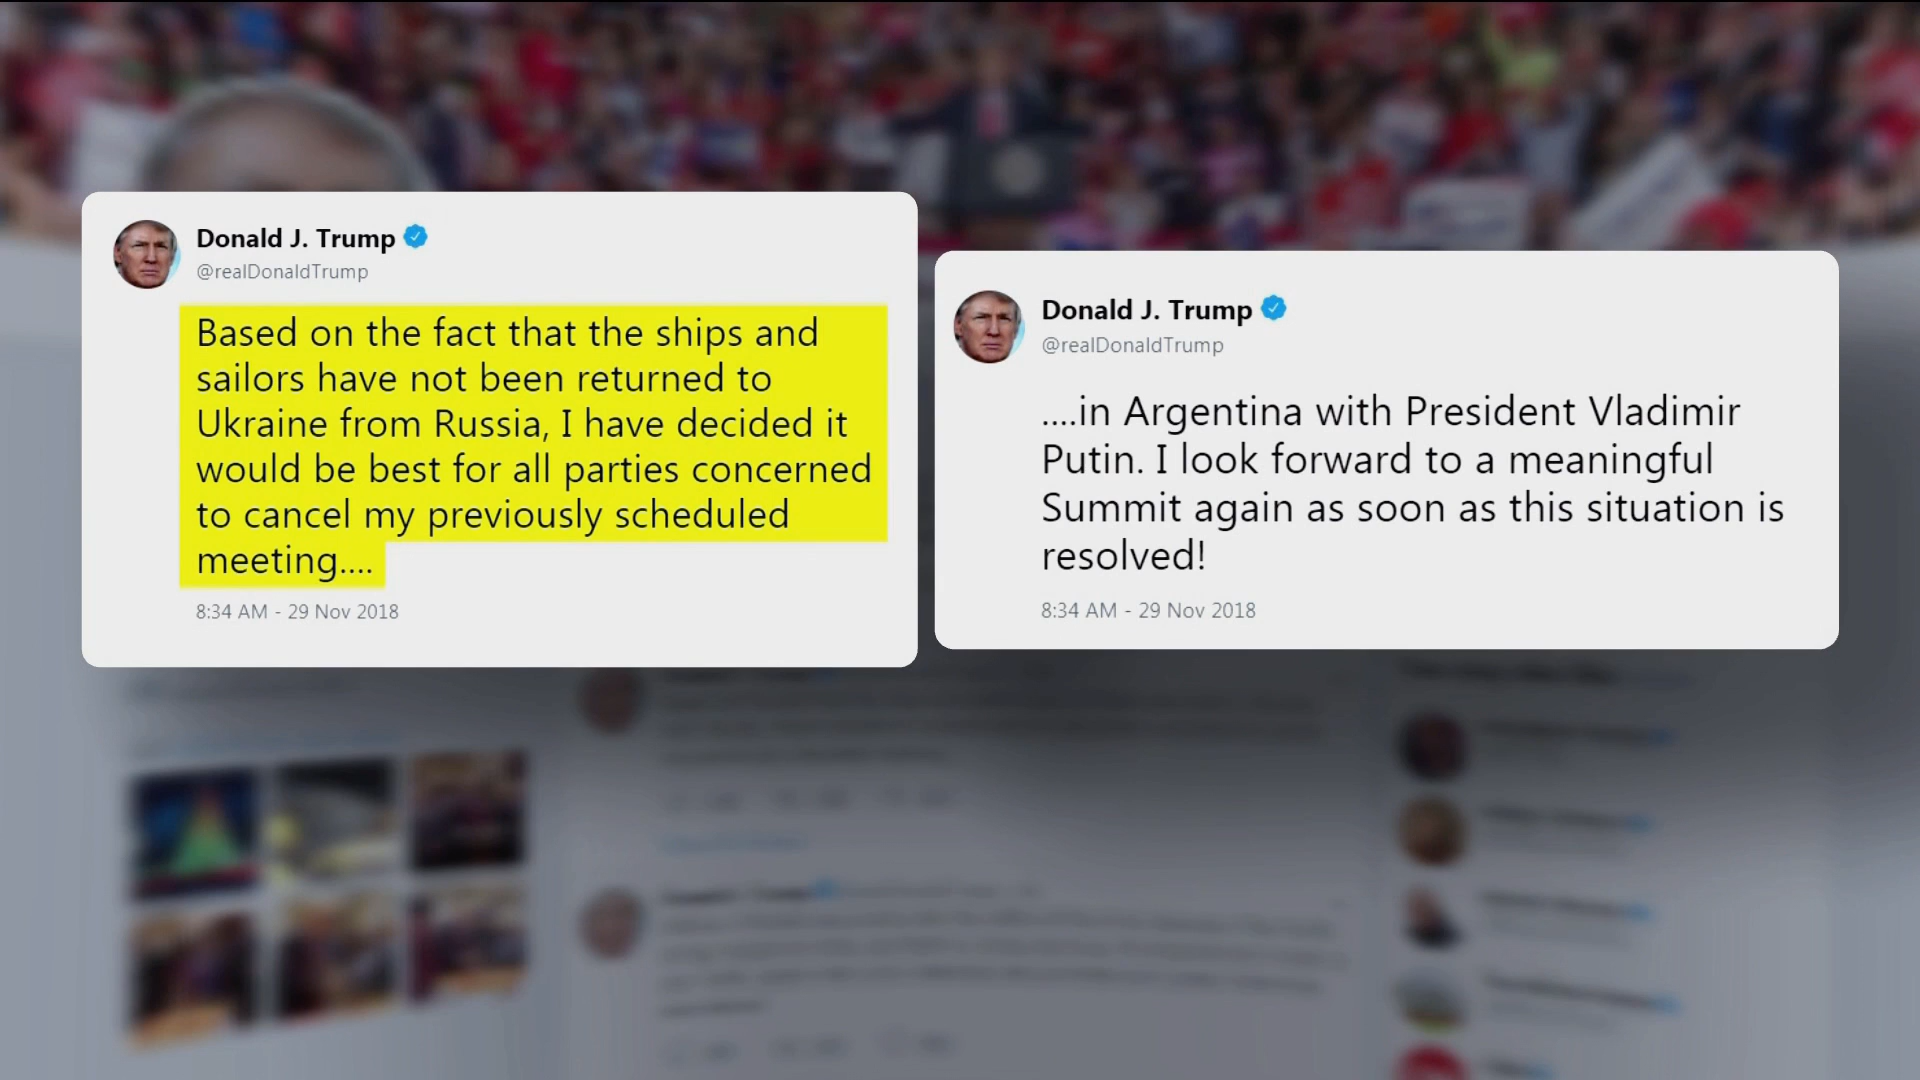 Donald J. Trump
@realDonaldTrump
Based on the fact that the ships and
sailors have not been returned to
Ukraine from Russia, I have decided it
would be best for all parties concerned
to cancel my previously scheduled
meeting....
8:34 AM - 29 Nov 2018
Donald J. Trump
@realDonaldTrump
....in Argentina with President Vladimir
Putin. I look forward to a meaningful
Summit again as soon as this situation is
resolved!
8:34 AM - 29 Nov 2018